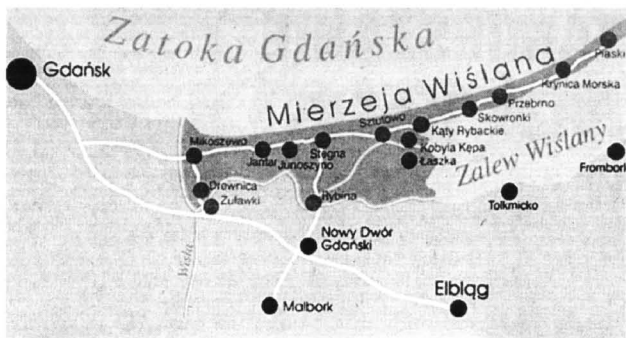 Zatoka Gdańska
Gdańsk
Mierzeja Wiślana
Piaski
Krynica Morska
Przebrno
Skowronki
Kąty Rybackie
Sztutowo
Kobyla Kępa
Łaszka
Mikoszewo
Jantar
Junoszyno
Stegna
Zalew Wiślany
Frombork
Tolkmicko
Drewnica
Żuławki
Rybina
Wisła
Nowy Dwór
Gdański
Malbork
Elbląg